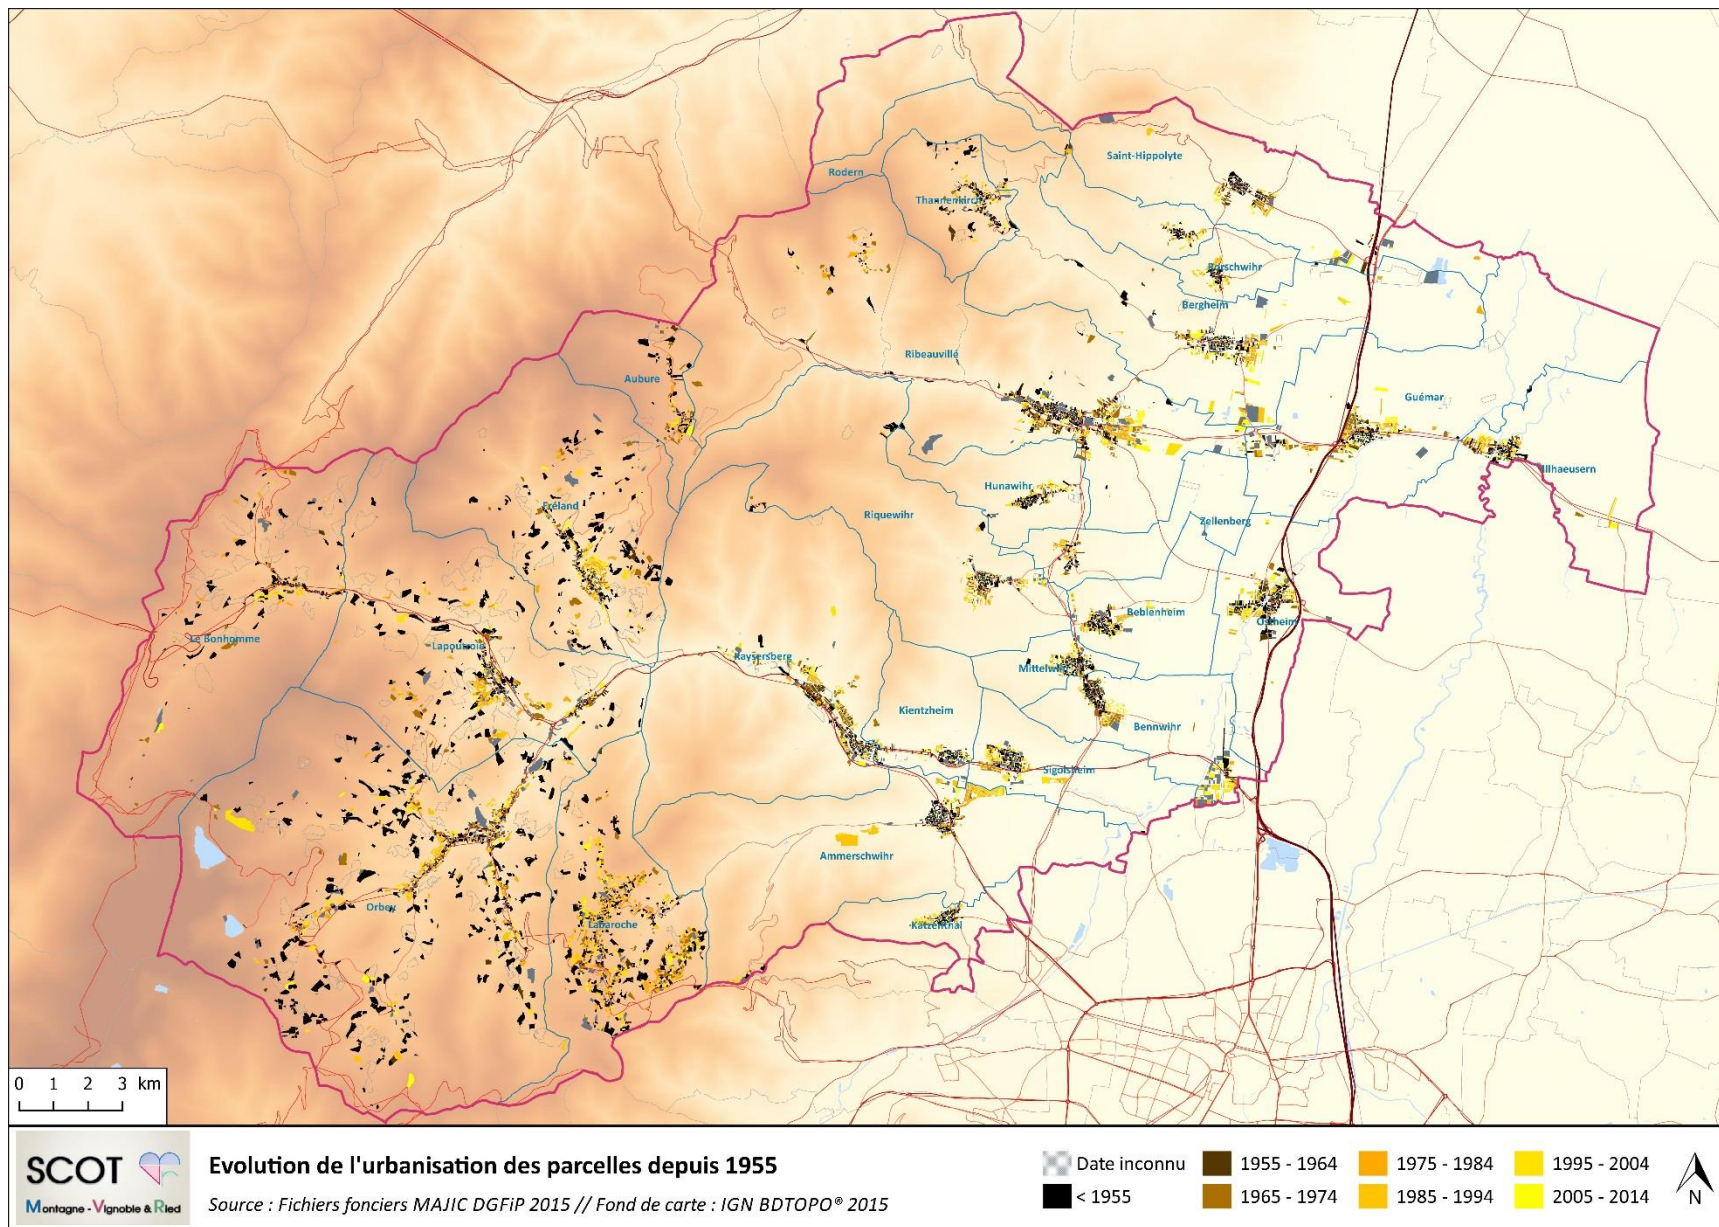 Saint-Hippolyte
Rodern
Thannenkirch
Rorschwihr
Bergheim
Ribeauvillé
Aubure
Guémar
Illhaeusern
Hunawihr
Fréland
Riquewihr
Zellenberg
Beblenheim
Ostheim
Le Bonhomme
Lapoutroie
Kaysersberg
Mittelwihr
Kientzheim
Bennwihr
Sigolsheim
Ammerschwihr
Orbey
Labaroche
Katzenthal
0 1 2 3 km
SCOT
Montagne - Vignoble & Ried
Evolution de l'urbanisation des parcelles depuis 1955
Source : Fichiers fonciers MAJIC DGFiP 2015 // Fond de carte : IGN BDTOPO® 2015
Date inconnu
< 1955
1955 - 1964
1965 - 1974
1975 - 1984
1985 - 1994
1995 - 2004
2005 - 2014
N